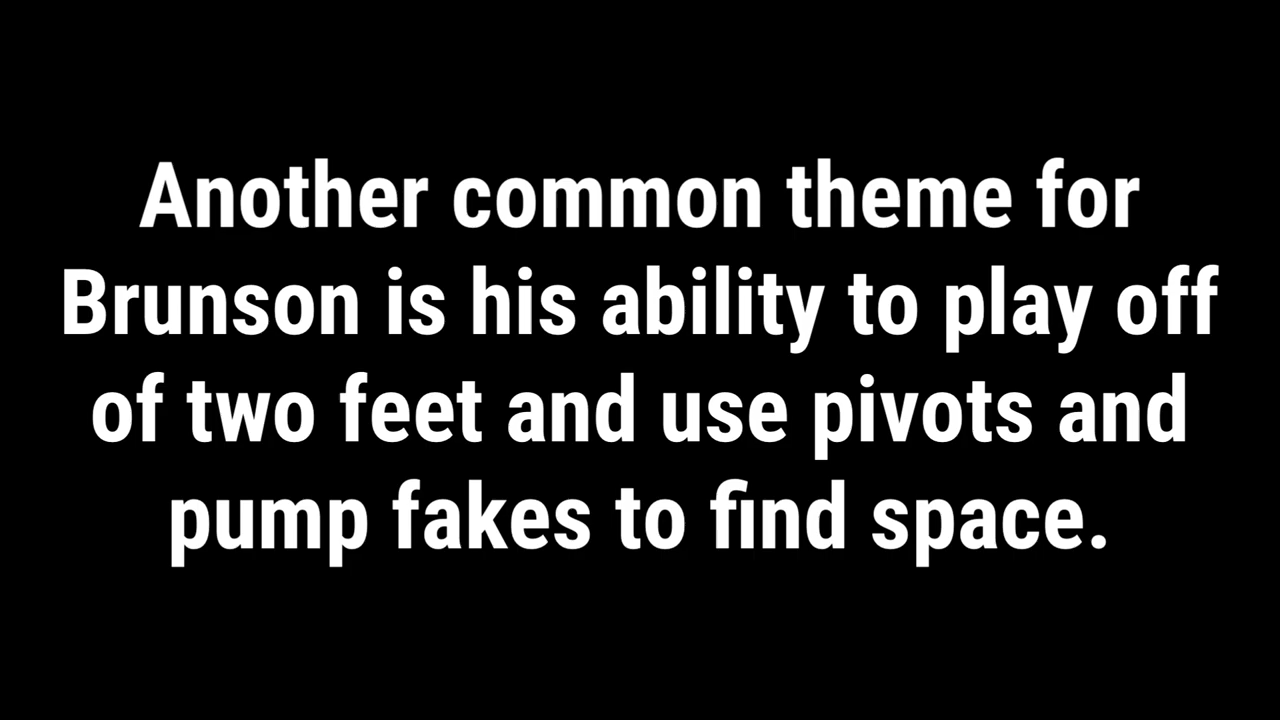 Another common theme for
Brunson is his ability to play off
of two feet and use pivots and
pump fakes to find space.